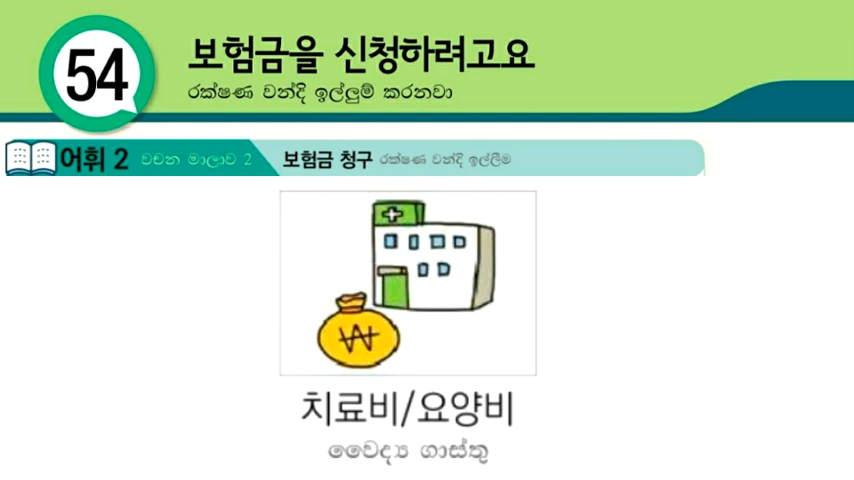 54
보험금을 신청하려고요
රක්ෂණ වන්දි ඉල්ලුම් කරනවා
어휘 2 වචන මාලාව 2 보험금 청구 රක්ෂණ වන්දි ඉල්ලීම
₩
치료비/요양비
වෛද්‍ය ගාස්තු